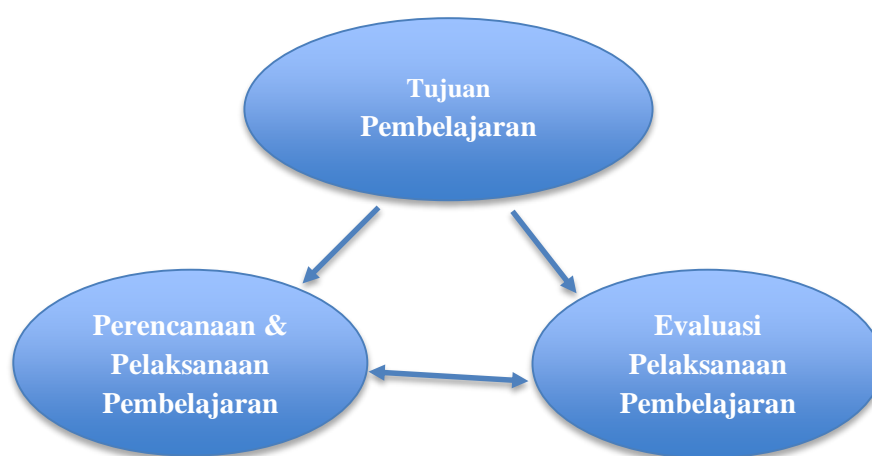 Tujuan
Pembelajaran
Perencanaan &
Pelaksanaan
Pembelajaran
Evaluasi
Pelaksanaan
Pembelajaran